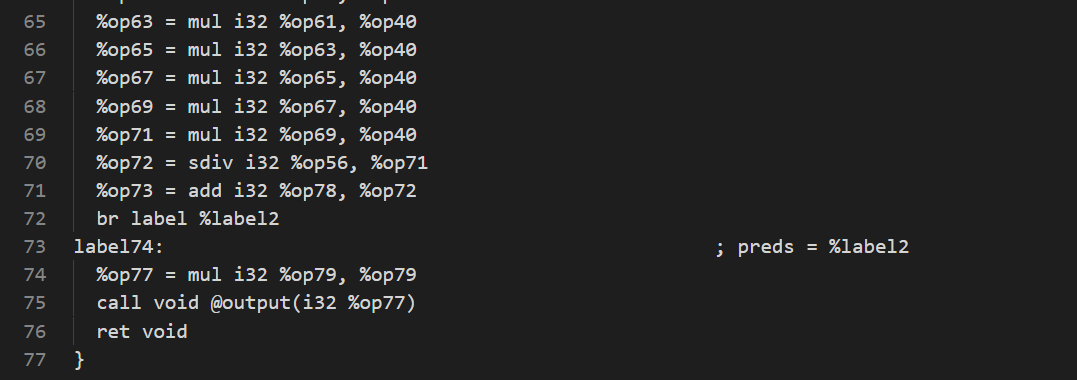 65 %op63 = mul i32 %op61, %op40
66 %op65 = mul i32 %op63, %op40
67 %op67 = mul i32 %op65, %op40
68 %op69 = mul i32 %op67, %op40
69 %op71 = mul i32 %op69, %op40
70 %op72 = sdiv i32 %op56, %op71
71 %op73 = add i32 %op78, %op72
72 br label %label2
73 label74: ; preds = %label2
74 %op77 = mul i32 %op79, %op79
75 call void @output(i32 %op77)
76 ret void
77 }